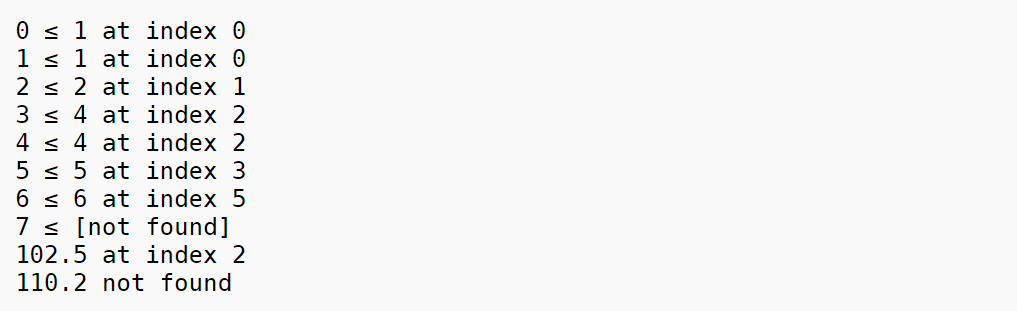 0 ≤ 1 at index 0
1 ≤ 1 at index 0
2 ≤ 2 at index 1
3 ≤ 4 at index 2
4 ≤ 4 at index 2
5 ≤ 5 at index 3
6 ≤ 6 at index 5
7 ≤ [not found]
102.5 at index 2
110.2 not found